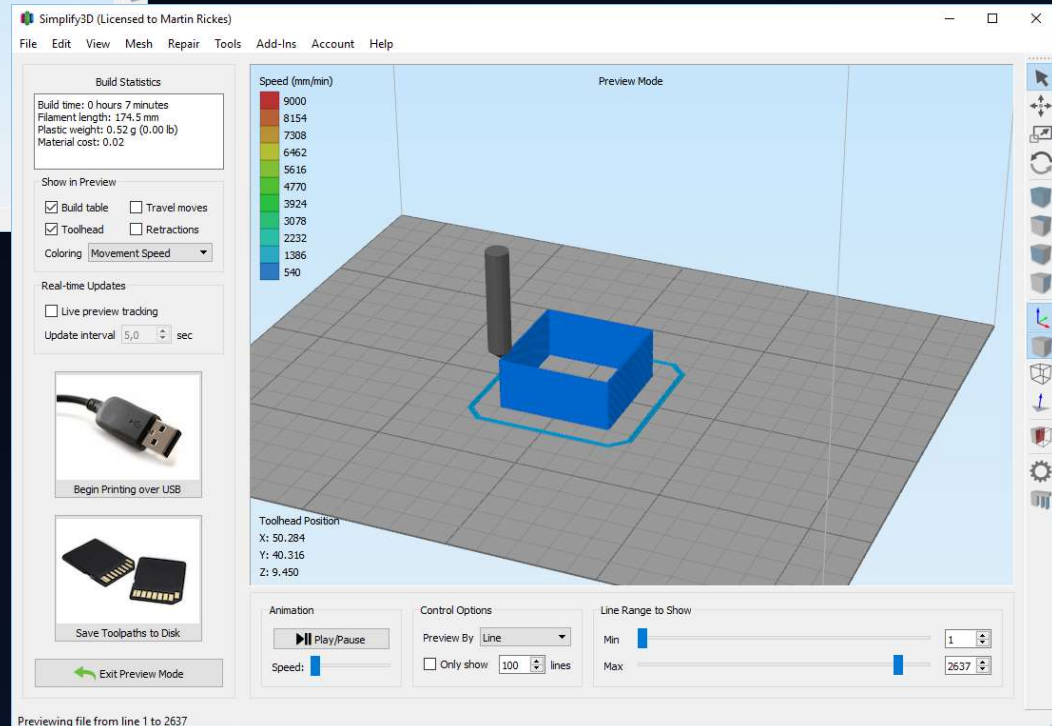 Simplify3D (Licensed to Martin Rickes)
File Edit View Mesh Repair Tools Add-Ins Account Help
Build Statistics
Build time: 0 hours 7 minutes
Filament length: 174.5 mm
Plastic weight: 0.52 g (0.00 lb)
Material cost: 0.02
Show in Preview
Build table
Travel moves
Toolhead
Retractions
Coloring Movement Speed
Real-time Updates
Live preview tracking
Update interval 5,0 sec
Begin Printing over USB
Save Toolpaths to Disk
Exit Preview Mode
Speed (mm/min)
9000
8154
7308
6462
5616
4770
3924
3078
2232
1386
540
Preview Mode
Toolhead Position
X: 50.284
Y: 40.316
Z: 9.450
Animation
Play/Pause
Speed:
Control Options
Preview By Line
Only show 100 lines
Line Range to Show
Min 1
Max 2637
Previewing file from line 1 to 2637